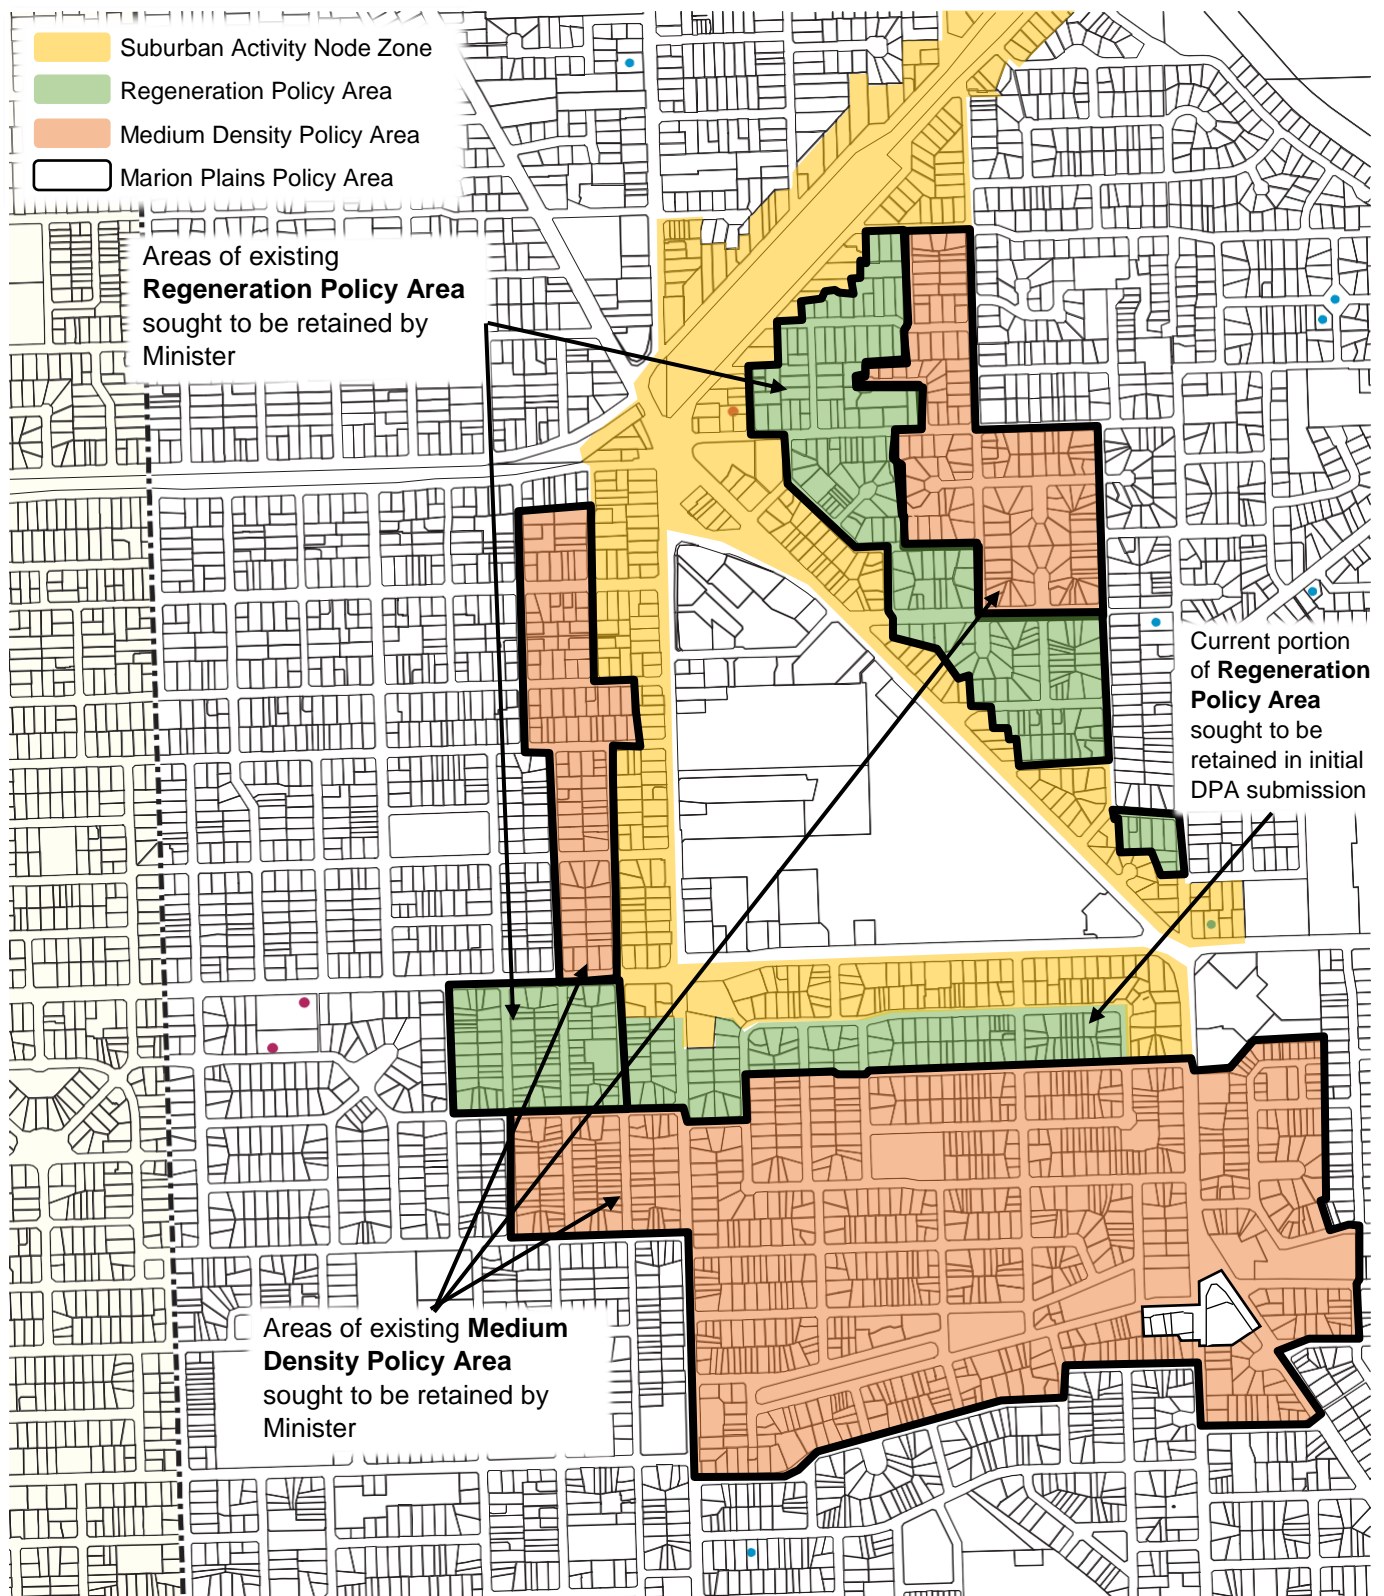 Suburban Activity Node Zone
Regeneration Policy Area
Medium Density Policy Area
Marion Plains Policy Area
Areas of existing
Regeneration Policy Area
sought to be retained by
Minister
Current portion
of Regeneration
Policy Area
sought to be
retained in initial
DPA submission
Areas of existing Medium
Density Policy Area
sought to be retained by
Minister